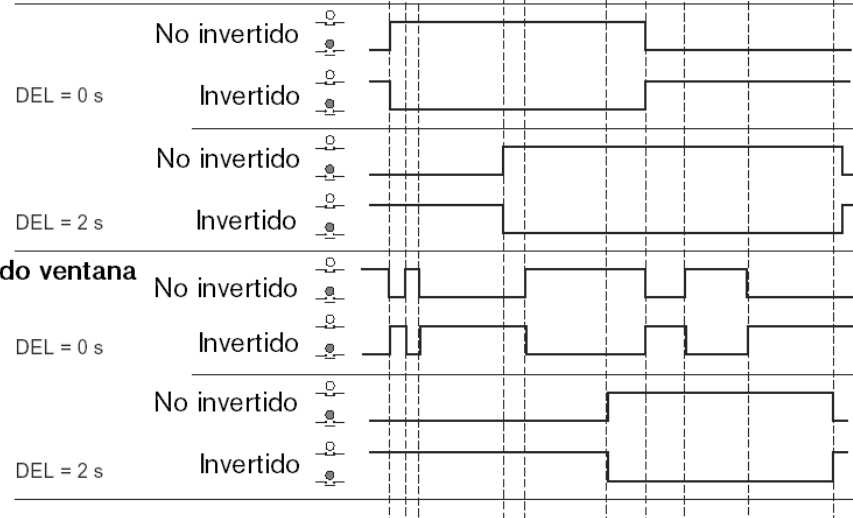 No invertido
DEL = 0 s
Invertido
No invertido
DEL = 2 s
Invertido
do ventana
No invertido
DEL = 0 s
Invertido
No invertido
DEL = 2 s
Invertido